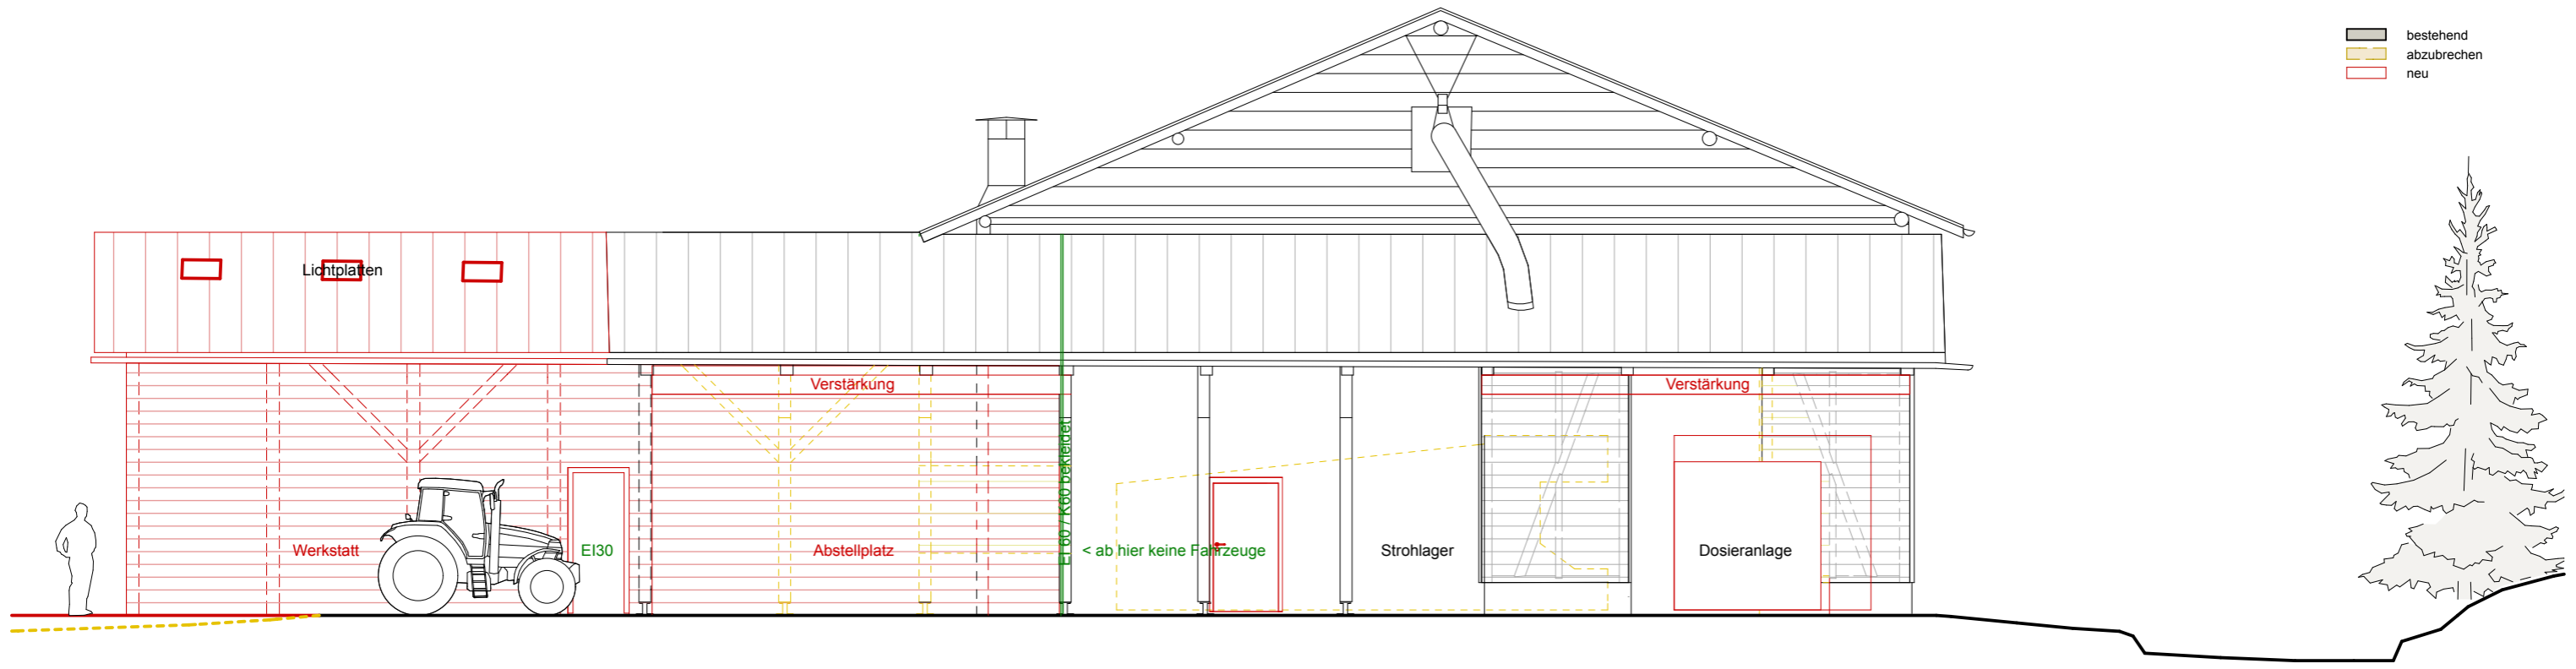 bestehend
abzubrechen
neu
Lichtplatten
Verstärkung
Verstärkung
EI 60 / K60 bekleidet
Werkstatt
EI30
Abstellplatz
< ab hier keine Fahrzeuge
Strohlager
Dosieranlage